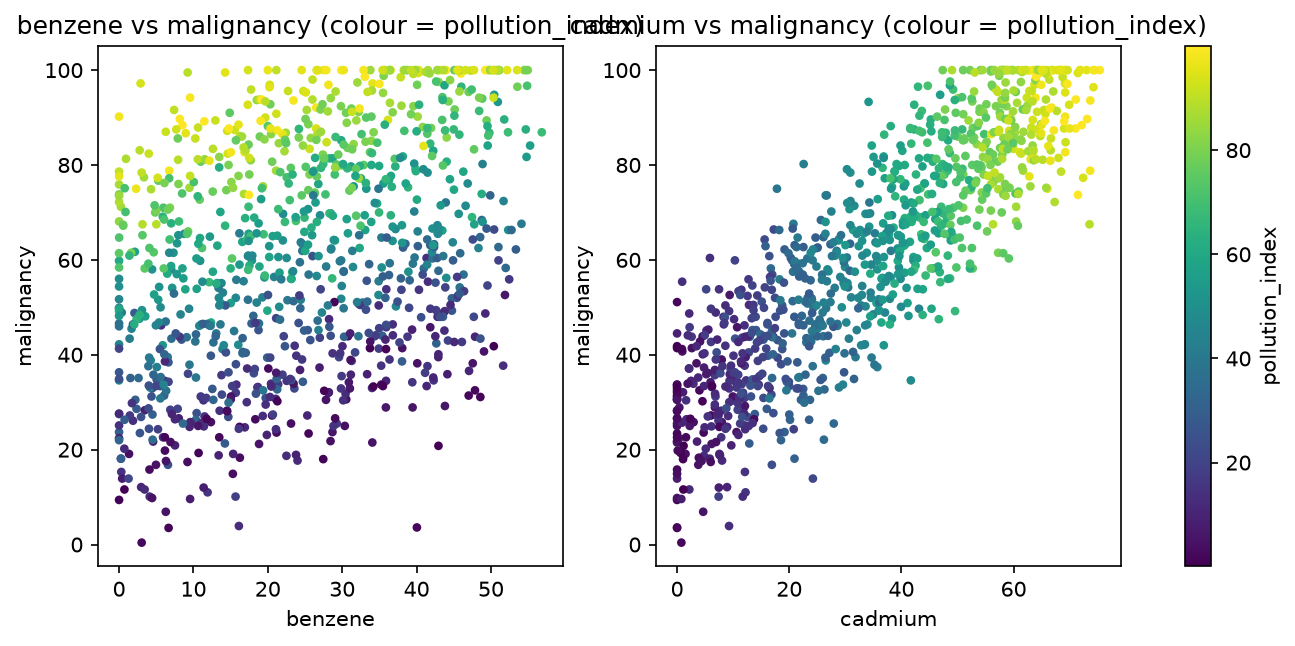 benzene vs malignancy (colour = pollution_index)
cadmium vs malignancy (colour = pollution_index)
malignancy
100
80
60
40
20
0
0 10 20 30 40 50
benzene
malignancy
100
80
60
40
20
0
0 20 40 60
cadmium
80
60
40
20
pollution_index